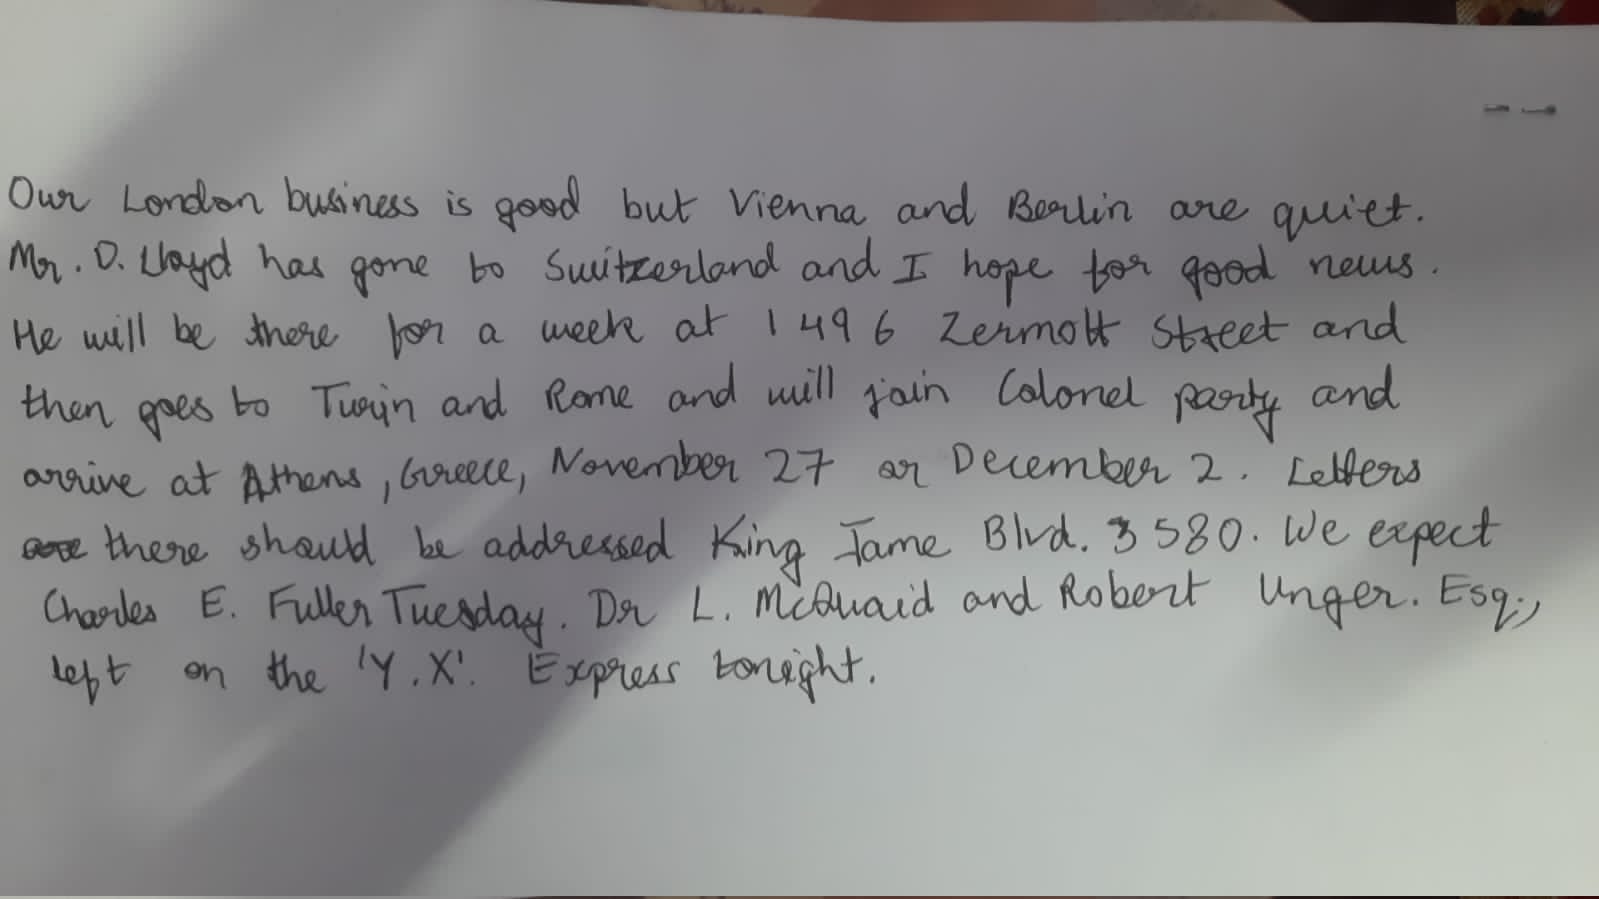 Our London business is good but Vienna and Berlin are quiet.
Mr. D. Lloyd has gone to Switzerland and I hope for good news.
He will be there for a week at 1496 Zermott Street and
then goes to Turin and Rome and will join Colonel party and
arrive at Athens, Greece, November 27 or December 2. Letters
there should be addressed King Jame Blvd. 3580. We expect
Charles E. Fuller Tuesday. Dr L. McQuaid and Robert Unger. Esq.,
left on the 'Y.X'. Express tonight.